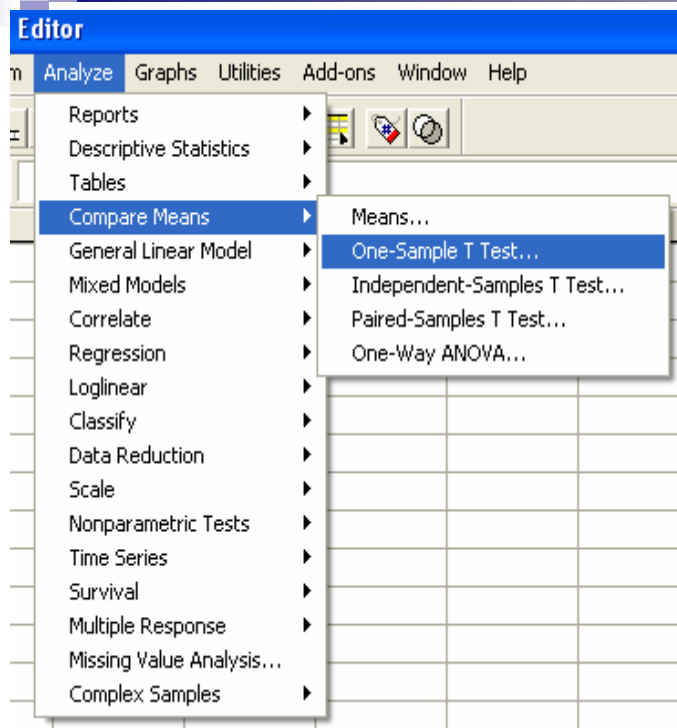 Editor
m Analyze Graphs Utilities Add-ons Window Help
Reports
Descriptive Statistics
Tables
Compare Means
General Linear Model
Mixed Models
Correlate
Regression
Loglinear
Classify
Data Reduction
Scale
Nonparametric Tests
Time Series
Survival
Multiple Response
Missing Value Analysis...
Complex Samples
Means...
One-Sample T Test...
Independent-Samples T Test...
Paired-Samples T Test...
One-Way ANOVA...